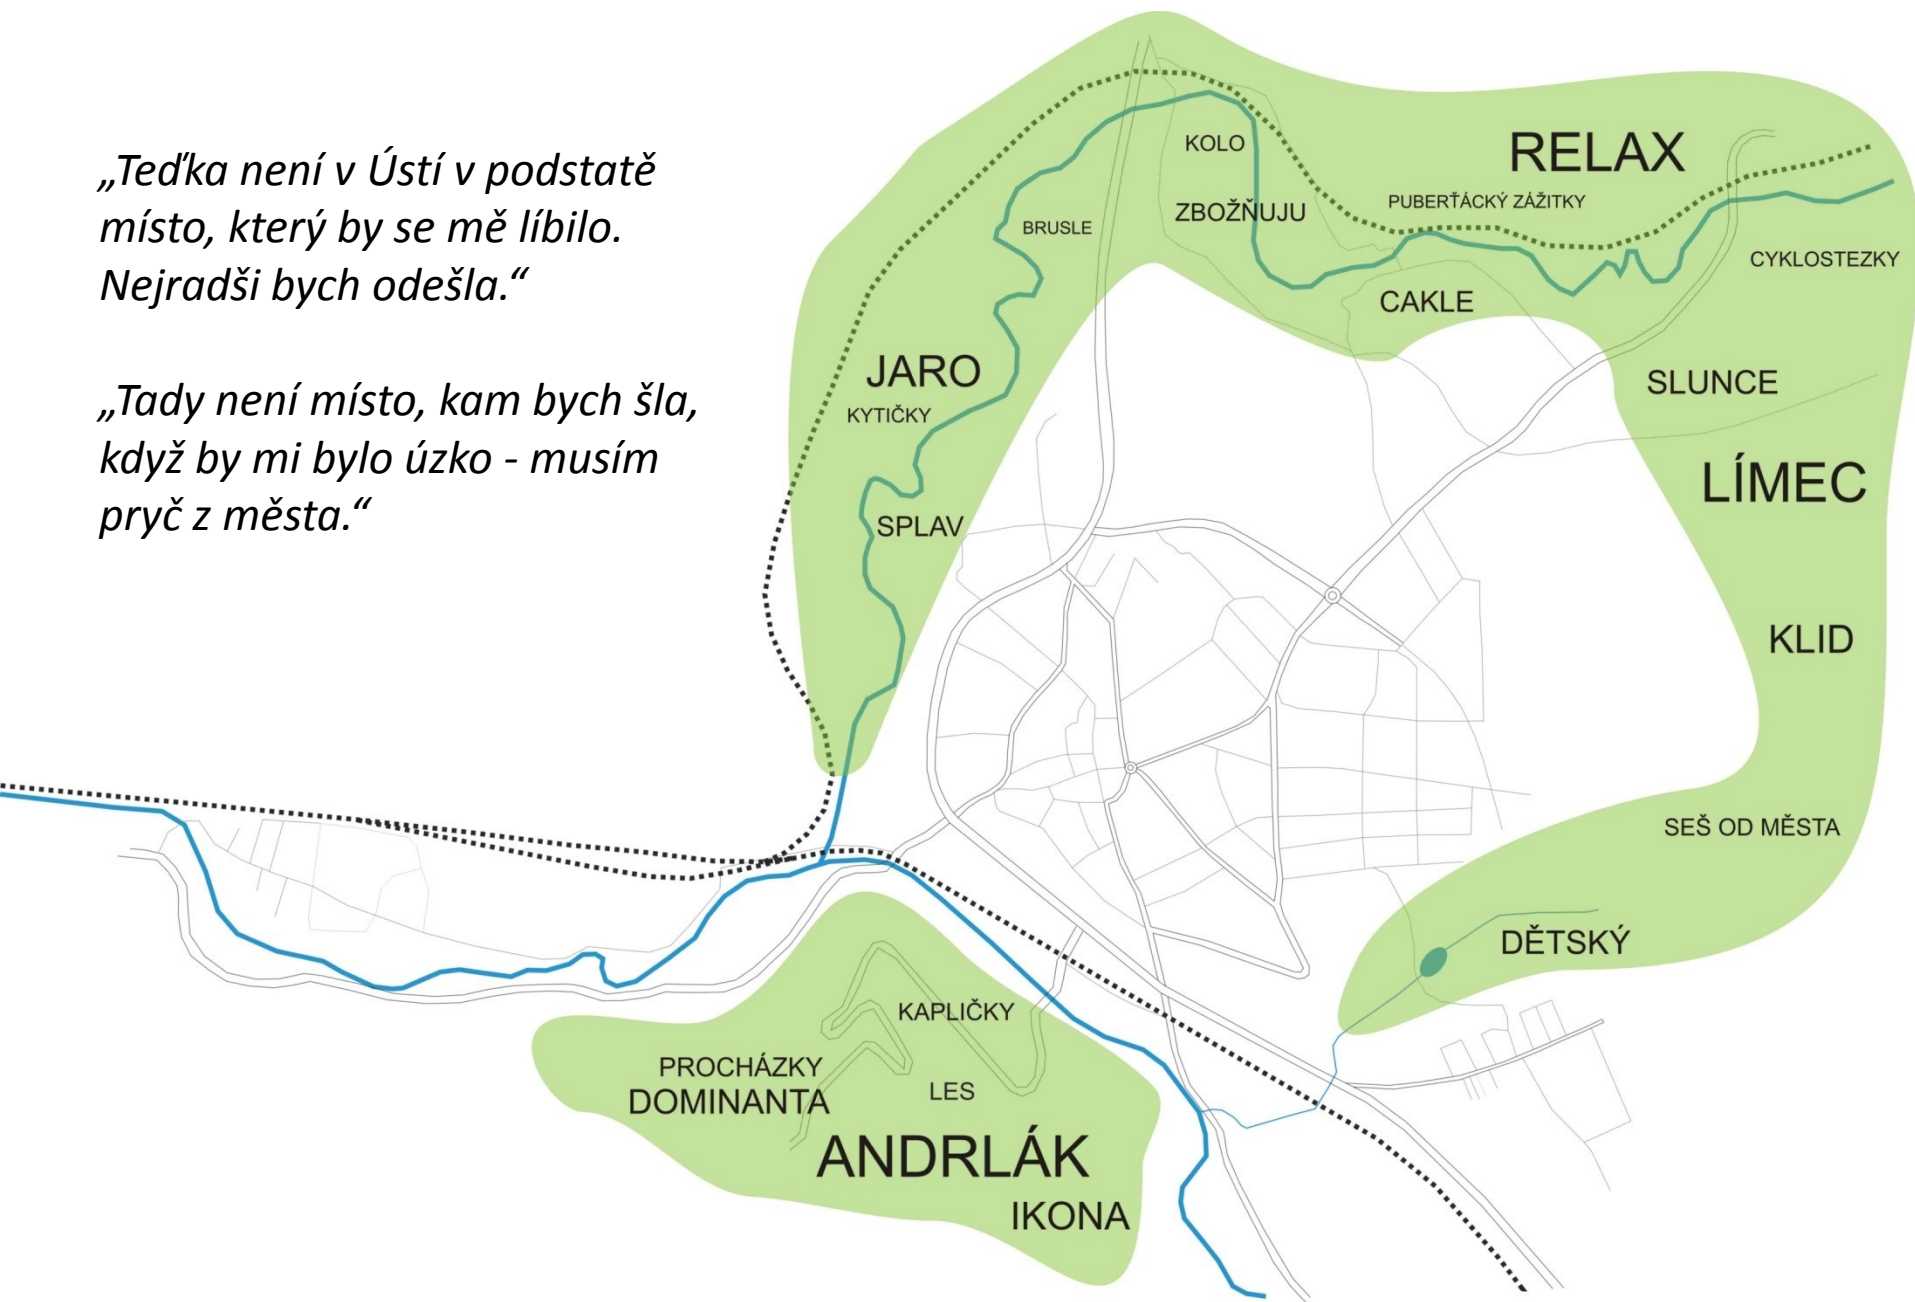 „Teďka není v Ústí v podstatě
místo, který by se mě líbilo.
Nejradši bych odešla.“
„Tady není místo, kam bych šla,
když by mi bylo úzko - musím
pryč z města.“
KOLO
RELAX
ZBOŽŇUJU
PUBERŤÁCKÝ ZÁŽITKY
BRUSLE
CYKLOSTEZKY
CAKLE
JARO
SLUNCE
KYTIČKY
LÍMEC
SPLAV
KLID
SEŠ OD MĚSTA
DĚTSKÝ
KAPLIČKY
PROCHÁZKY
DOMINANTA
LES
ANDRLÁK
IKONA